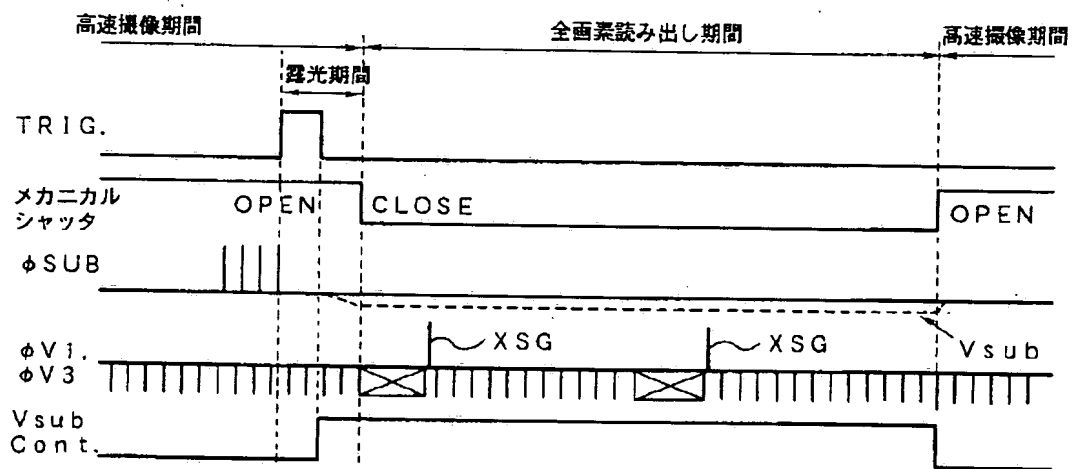 高速撮像期間
全画素読み出し期間
高速撮像期間
露光期間
TRIG.
メカニカル
シャッタ
OPEN
CLOSE
OPEN
φSUB
Vsub
φV1.
φV3
XSG
XSG
Vsub
Cont.